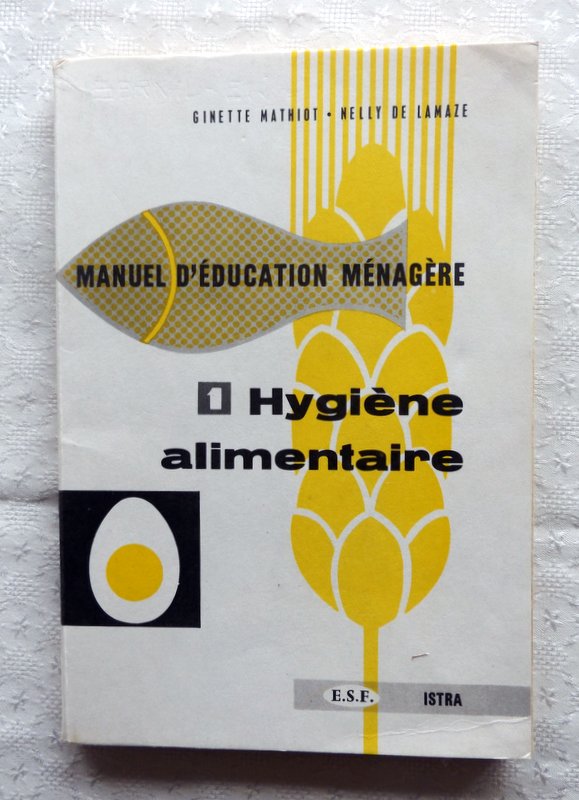 GINETTE MATHIOT • NELLY DE LAMAZE
MANUEL D'ÉDUCATION MÉNAGÈRE
1 Hygiène
alimentaire
E.S.F. ISTRA